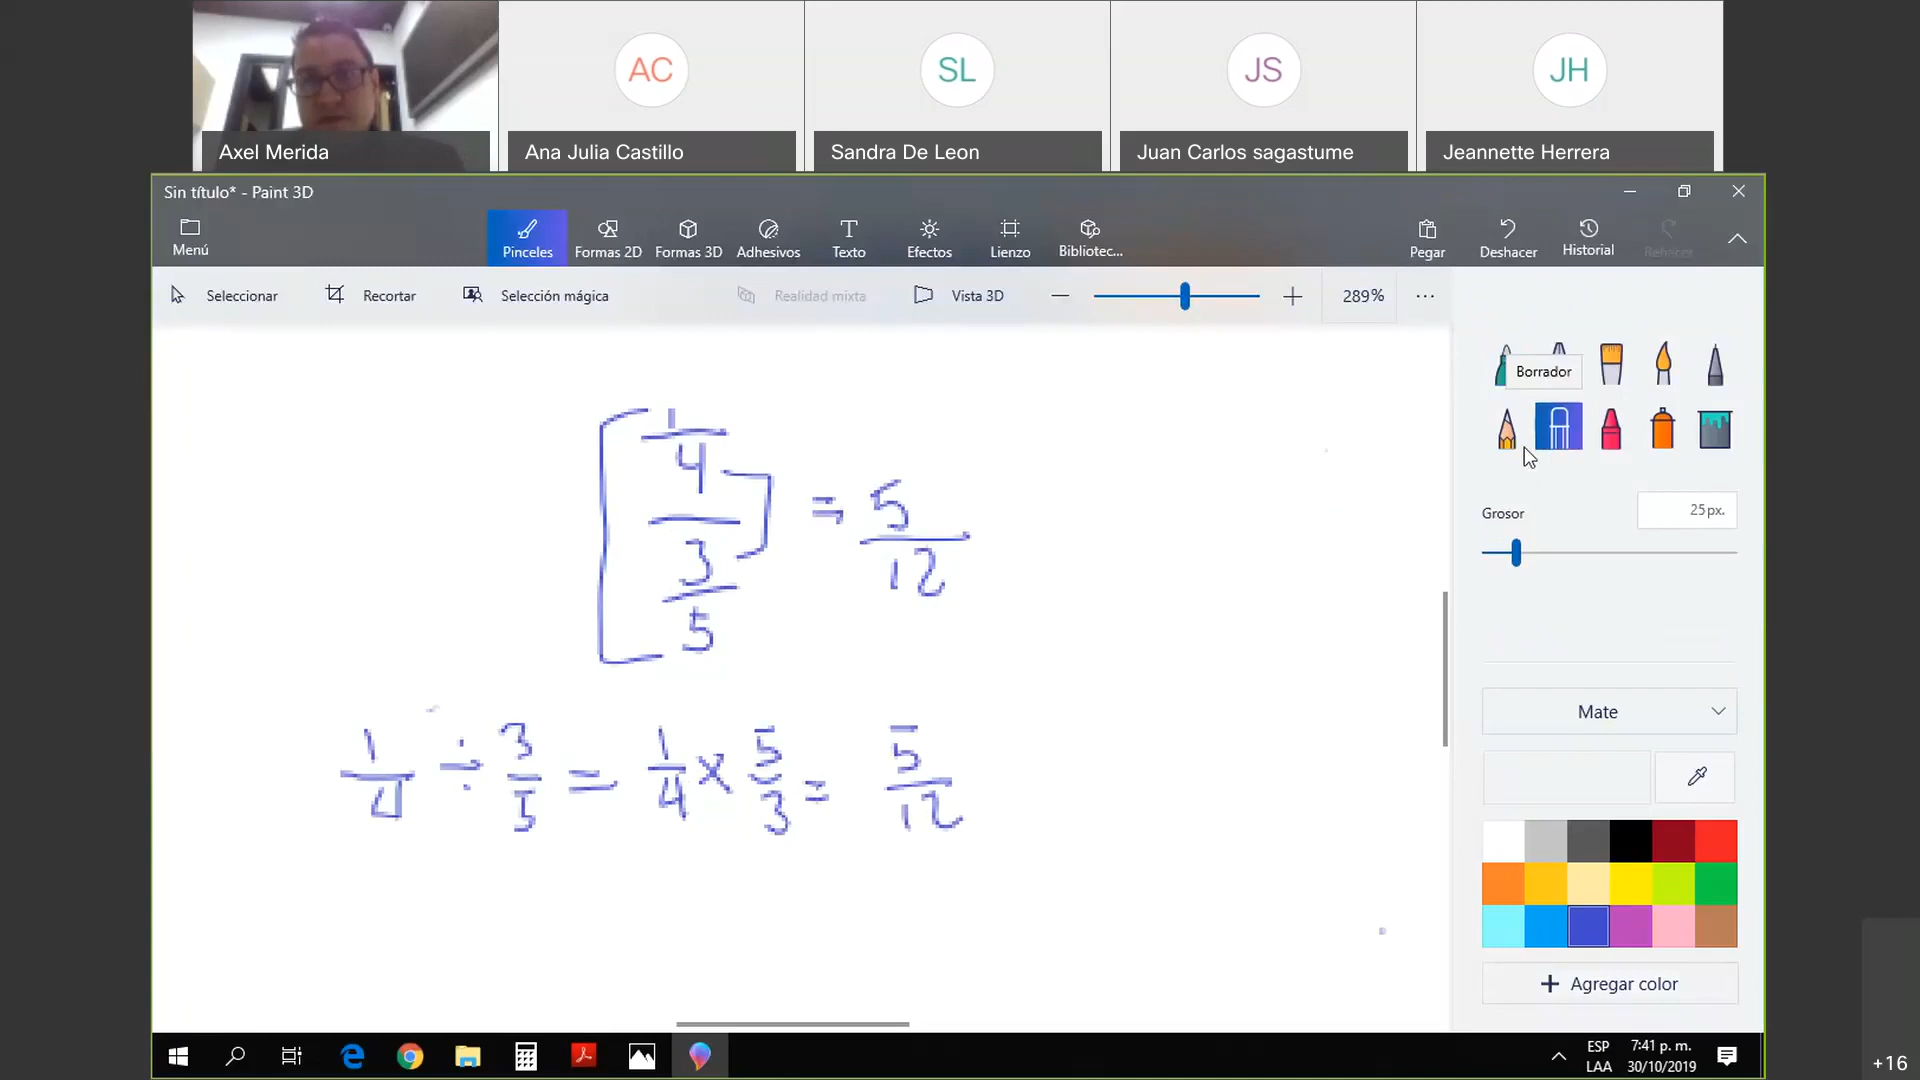 AC
SL
JS
JH
Axel Merida
Ana Julia Castillo
Sandra De Leon
Juan Carlos sagastume
Jeannette Herrera
Sin título* - Paint 3D
Menú
Pinceles
Formas 2D
Formas 3D
Adhesivos
Texto
Efectos
Lienzo
Bibliotec...
Pegar
Deshacer
Historial
Rehacer
Seleccionar
Recortar
Selección mágica
Realidad mixta
Vista 3D
289%
Borrador
Grosor
25px.
1
4
3
5
= 5
12
1/4 ÷ 3/5 = 1/4 x 5/3 = 5/12
Mate
Agregar color
ESP
LAA
7:41 p. m.
30/10/2019
+16